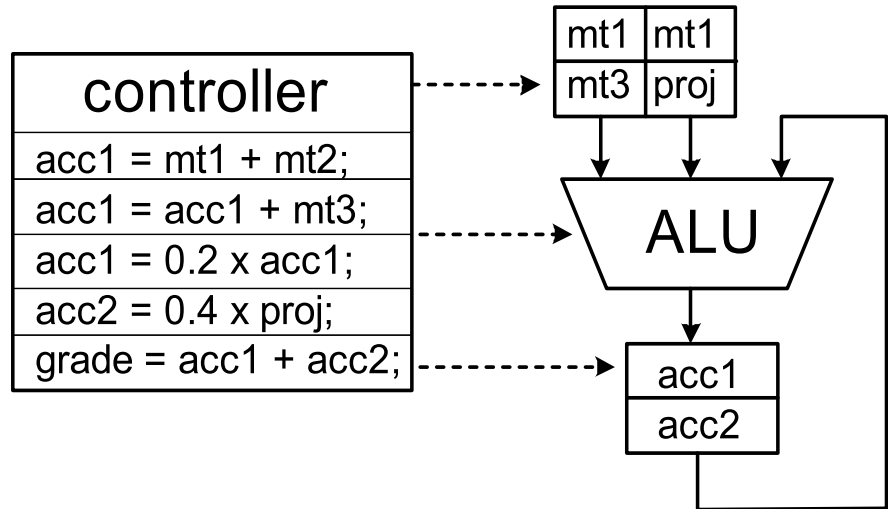 controller
acc1 = mt1 + mt2;
acc1 = acc1 + mt3;
acc1 = 0.2 x acc1;
acc2 = 0.4 x proj;
grade = acc1 + acc2;
mt1 mt1
mt3 proj
ALU
acc1
acc2